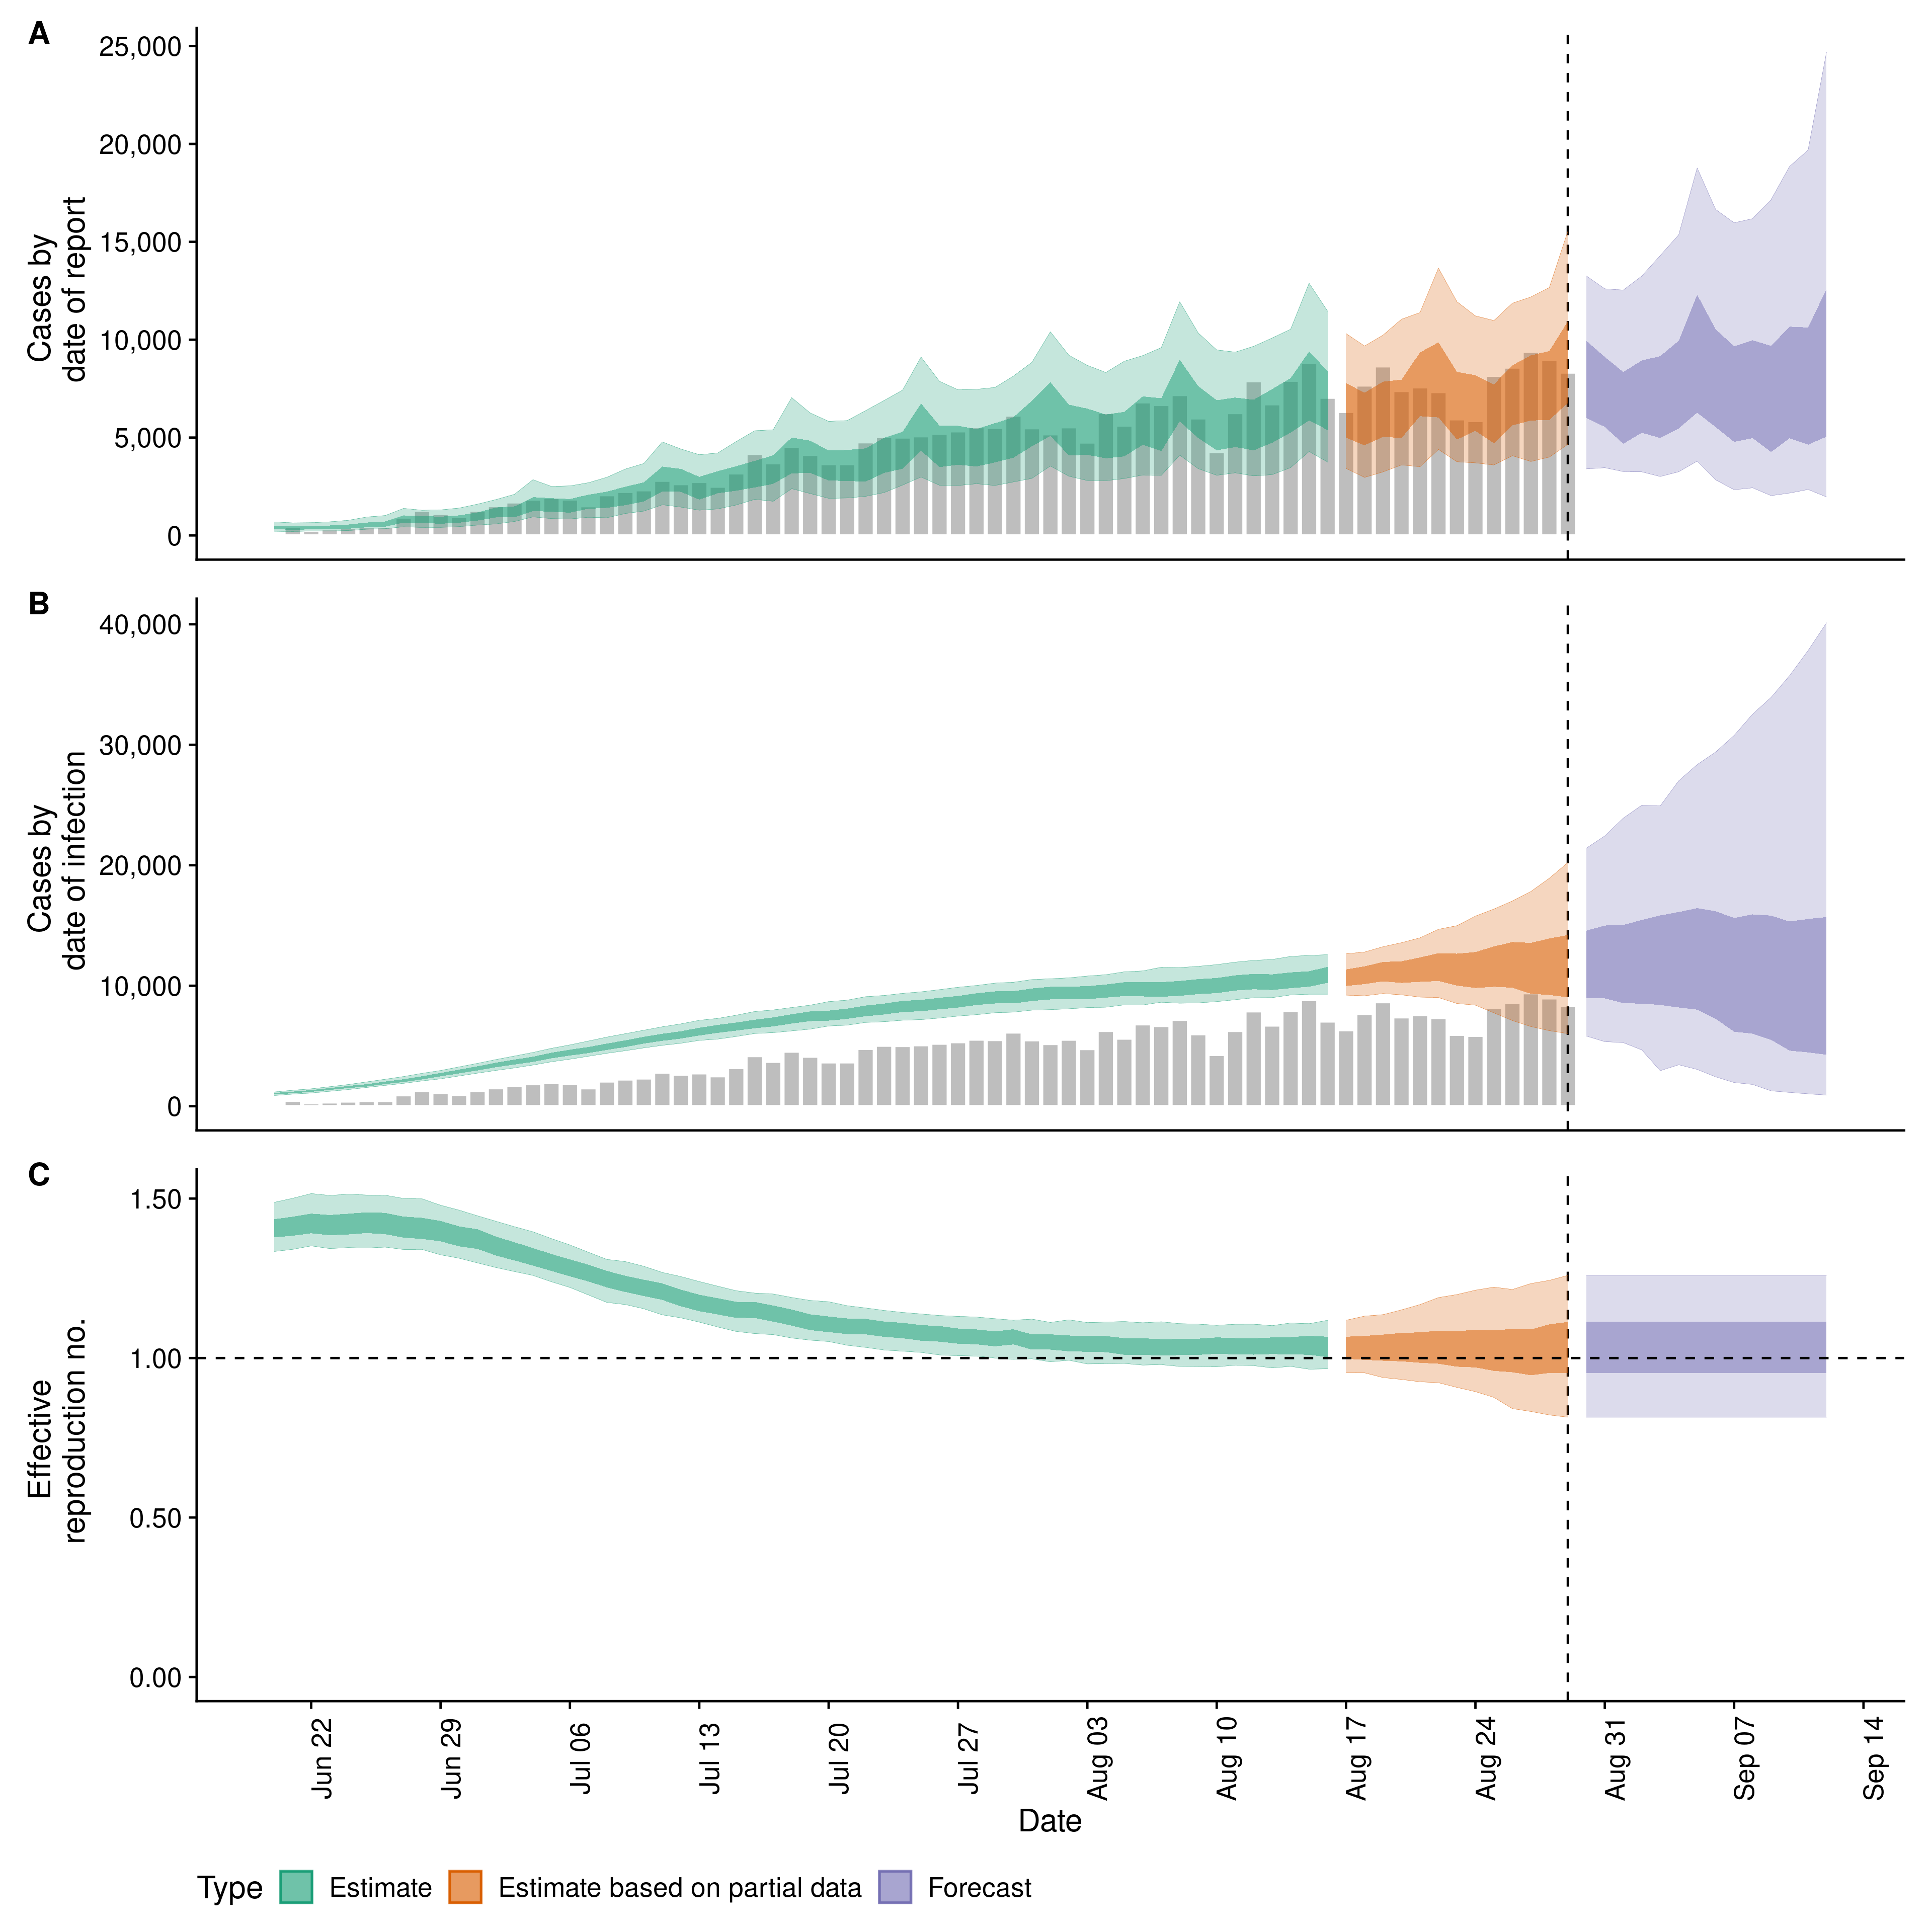 A
25,000
20,000
15,000
10,000
5,000
0
Cases by
date of report
B
40,000
30,000
20,000
10,000
0
Cases by
date of infection
C
1.50
1.00
0.50
0.00
Effective
reproduction no.
Jun 22
Jun 29
Jul 06
Jul 13
Jul 20
Jul 27
Aug 03
Aug 10
Aug 17
Aug 24
Aug 31
Sep 07
Sep 14
Date
Type Estimate Estimate based on partial data Forecast